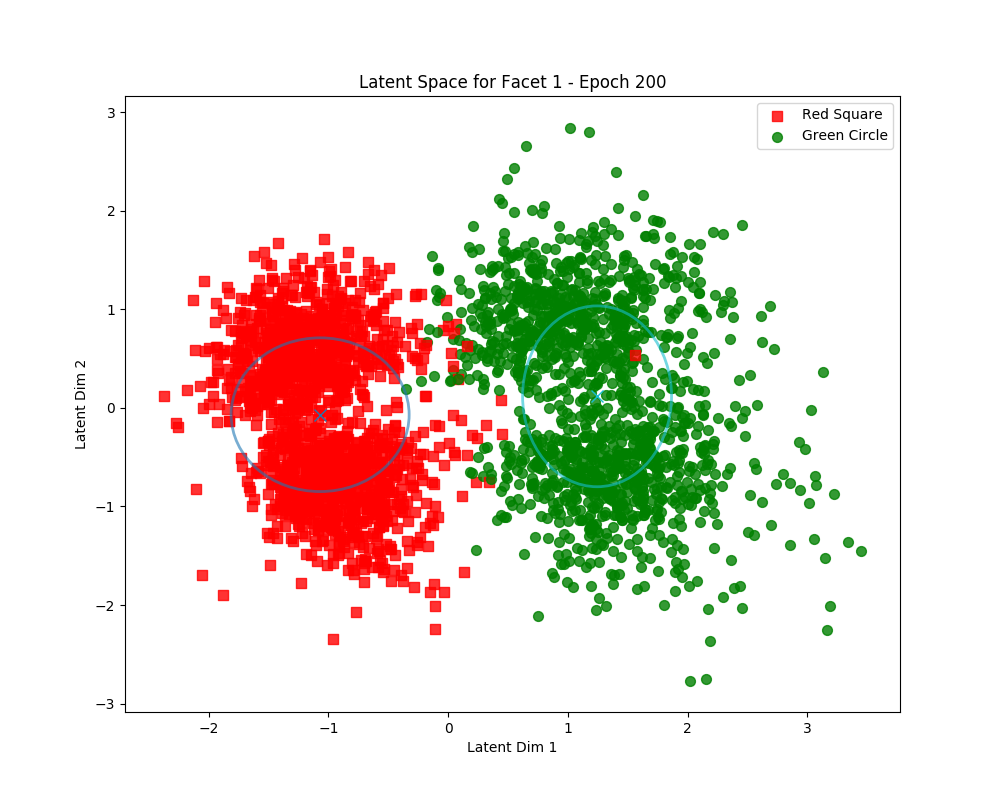 Latent Space for Facet 1 - Epoch 200
Red Square
Green Circle
3
2
1
0
−1
−2
−3
Latent Dim 2
−2
−1
0
1
2
3
Latent Dim 1